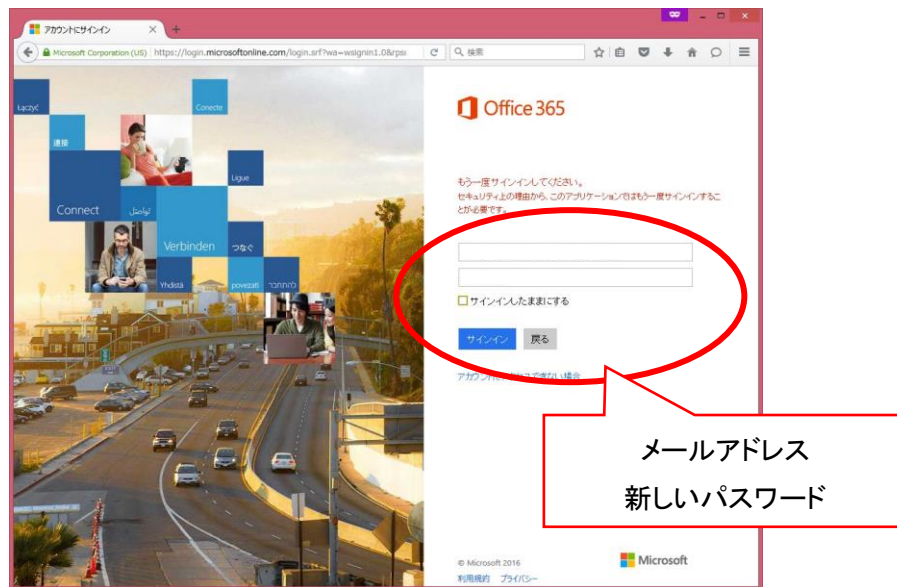 アカウントにサインイン
Microsoft Corporation (US)
https://login.microsoftonline.com/login.srf?wa=wsignin1.0&rpsr
検索
Łączyć
Conecte
連接
Ligue
Connect
تواصل
Verbinden
つなぐ
Yhdistä
povezati
להתחבר
Office 365
もう一度サインインしてください。
セキュリティ上の理由から、このアプリケーションではもう一度サインインするこ
とが必要です。
サインインしたままにする
サインイン
戻る
アカウントにアクセスできない場合
メールアドレス
新しいパスワード
© Microsoft 2016
Microsoft
利用規約 プライバシー